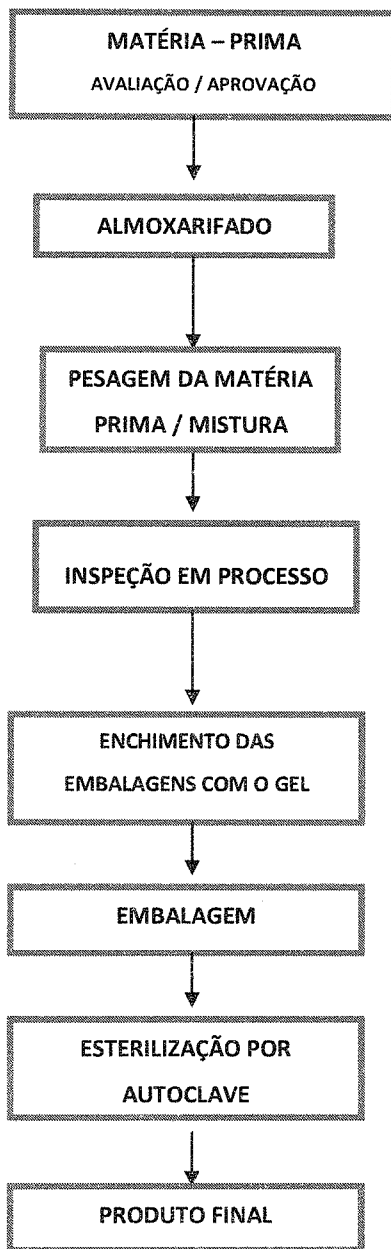 MATÉRIA – PRIMA
AVALIAÇÃO / APROVAÇÃO
ALMOXARIFADO
PESAGEM DA MATÉRIA
PRIMA / MISTURA
INSPEÇÃO EM PROCESSO
ENCHIMENTO DAS
EMBALAGENS COM O GEL
EMBALAGEM
ESTERILIZAÇÃO POR
AUTOCLAVE
PRODUTO FINAL